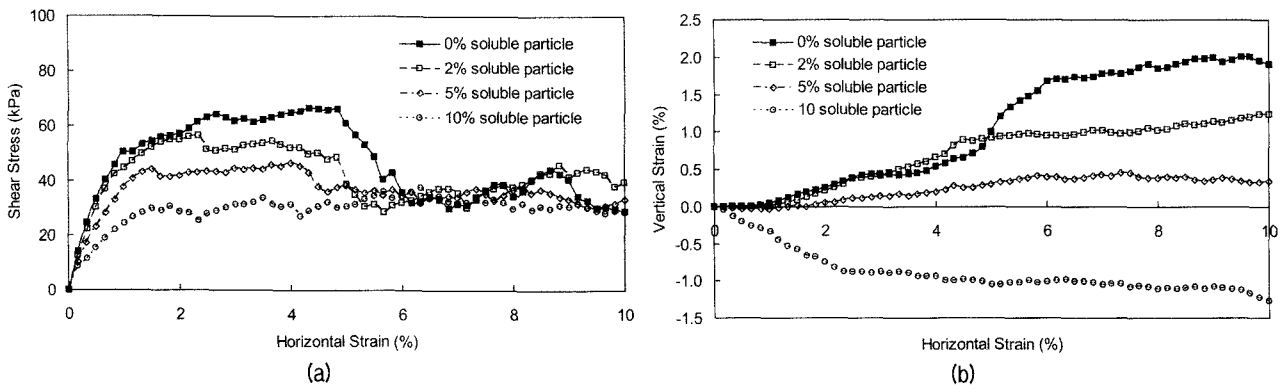 100
80
60
40
20
0
Shear Stress (kPa)
0% soluble particle
2% soluble particle
5% soluble particle
10% soluble particle
0 2 4 6 8 10
Horizontal Strain (%)
(a)
2.5
2.0
1.5
1.0
0.5
0.0
-0.5
-1.0
-1.5
Vertical Strain (%)
0% soluble particle
2% soluble particle
5% soluble particle
10 soluble particle
0 2 4 6 8 10
Horizontal Strain (%)
(b)